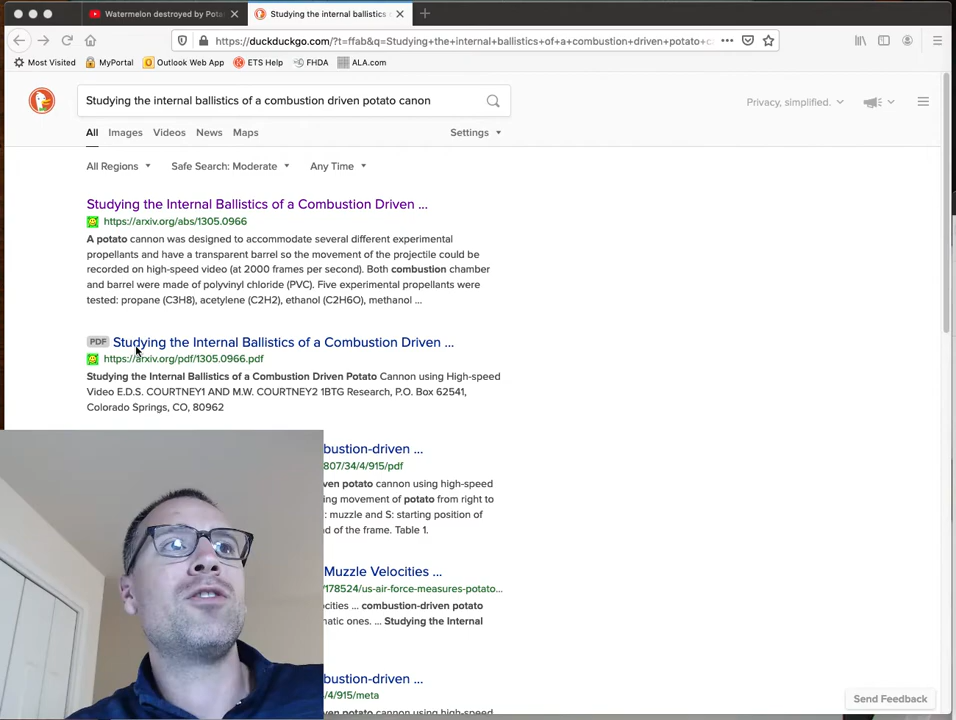 Watermelon destroyed by Pota
Studying the internal ballistics
https://duckduckgo.com/?t=ffab&q=Studying+the+internal+ballistics+of+a+combustion+driven+potato+c
Most Visited MyPortal Outlook Web App ETS Help FHDA ALA.com
Studying the internal ballistics of a combustion driven potato canon
Privacy, simplified.
All Images Videos News Maps Settings
All Regions Safe Search: Moderate Any Time
Studying the Internal Ballistics of a Combustion Driven ...
https://arxiv.org/abs/1305.0966
A potato cannon was designed to accommodate several different experimental
propellants and have a transparent barrel so the movement of the projectile could be
recorded on high-speed video (at 2000 frames per second). Both combustion chamber
and barrel were made of polyvinyl chloride (PVC). Five experimental propellants were
tested: propane (C3H8), acetylene (C2H2), ethanol (C2H6O), methanol ...
PDF Studying the Internal Ballistics of a Combustion Driven ...
https://arxiv.org/pdf/1305.0966.pdf
Studying the Internal Ballistics of a Combustion Driven Potato Cannon using High-speed
Video E.D.S. COURTNEY1 AND M.W. COURTNEY2 1BTG Research, P.O. Box 62541,
Colorado Springs, CO, 80962
bustion-driven ...
807/34/4/915/pdf
ven potato cannon using high-speed
ing movement of potato from right to
: muzzle and S: starting position of
d of the frame. Table 1.
Muzzle Velocities ...
/178524/us-air-force-measures-potato...
ocities ... combustion-driven potato
matic ones. ... Studying the Internal
bustion-driven ...
/4/915/meta
ven potato cannon using high-speed
Send Feedback